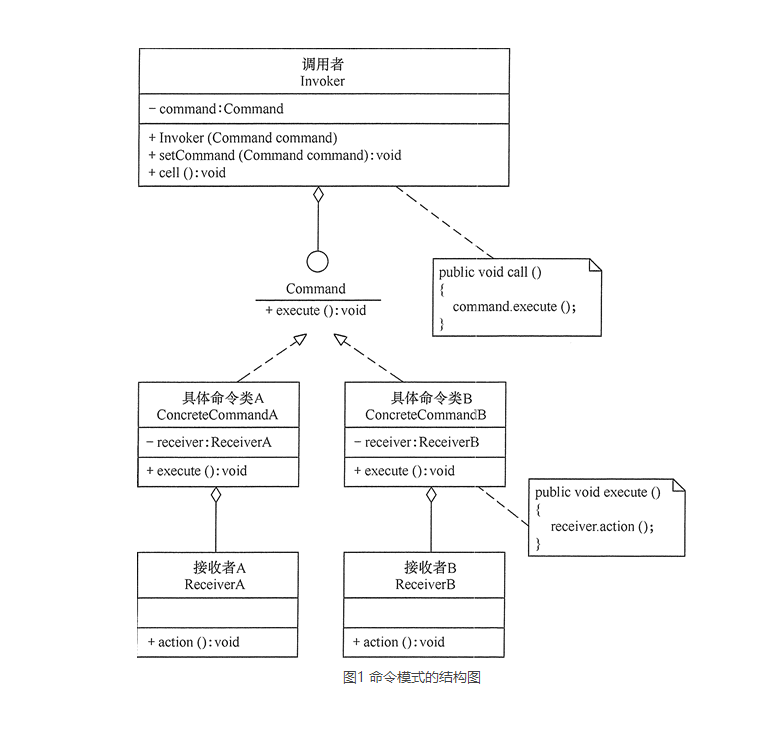 调用者
Invoker
- command:Command
+ Invoker (Command command)
+ setCommand (Command command):void
+ cell ():void
public void call ()
{
command.execute ();
}
Command
+ execute ():void
具体命令类A
ConcreteCommandA
- receiver:ReceiverA
+ execute ():void
具体命令类B
ConcreteCommandB
- receiver:ReceiverB
+ execute ():void
public void execute ()
{
receiver.action ();
}
接收者A
ReceiverA
+ action ():void
接收者B
ReceiverB
+ action ():void
图1 命令模式的结构图